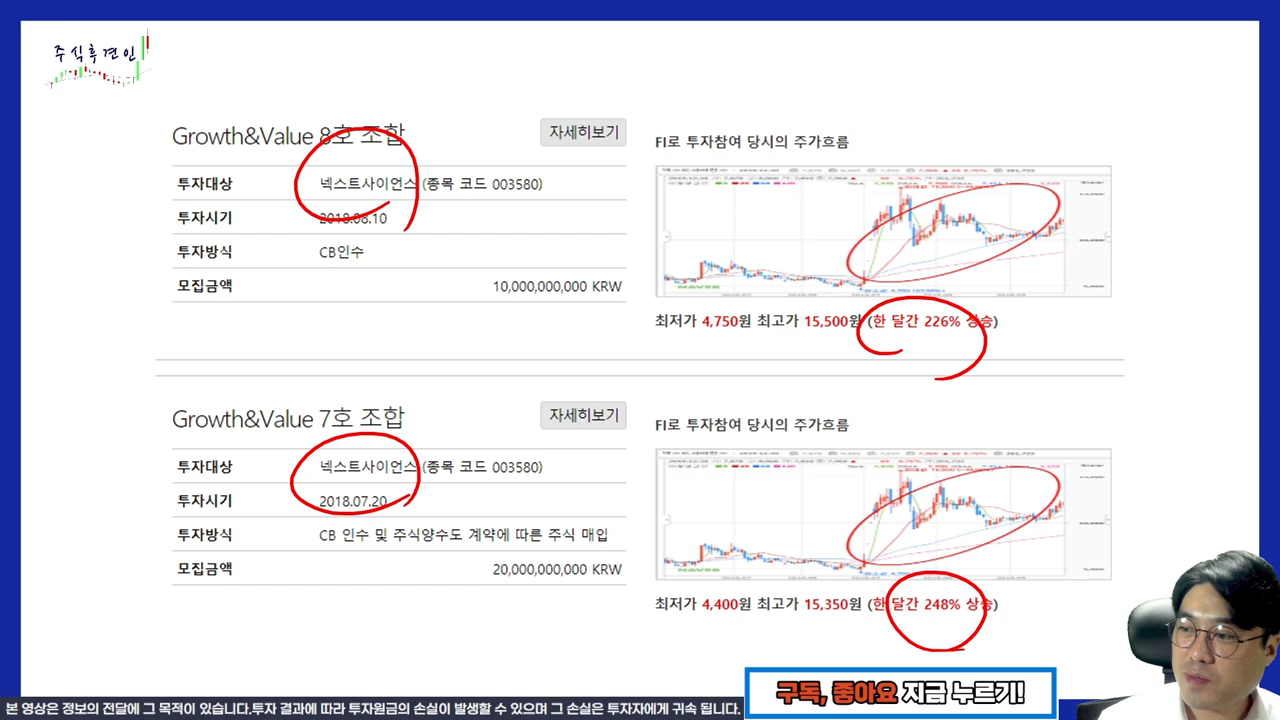 주식후견인
Growth&Value 8호 조합
자세히보기
투자대상 넥스트사이언스 (종목 코드 003580)
투자시기 2018.08.10
투자방식 CB인수
모집금액 10,000,000,000 KRW
FI로 투자참여 당시의 주가흐름
NAVER
최저가 4,750원 최고가 15,500원 (한 달간 226% 상승)
Growth&Value 7호 조합
자세히보기
투자대상 넥스트사이언스 (종목 코드 003580)
투자시기 2018.07.20
투자방식 CB 인수 및 주식양수도 계약에 따른 주식 매입
모집금액 20,000,000,000 KRW
FI로 투자참여 당시의 주가흐름
NAVER
최저가 4,400원 최고가 15,350원 (한 달간 248% 상승)
구독, 좋아요 지금 누르기!
본 영상은 정보의 전달에 그 목적이 있습니다.투자 결과에 따라 투자원금의 손실이 발생할 수 있으며 그 손실은 투자자에게 귀속 됩니다.